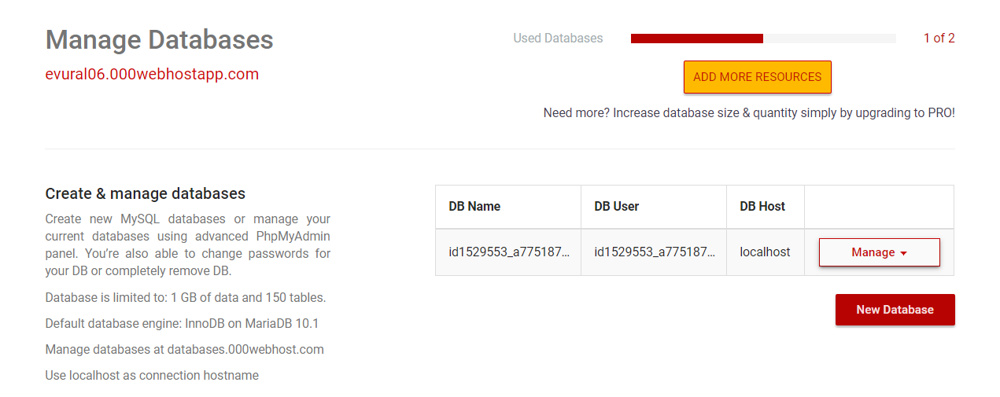 Manage Databases
evural06.000webhostapp.com
Used Databases 1 of 2
ADD MORE RESOURCES
Need more? Increase database size & quantity simply by upgrading to PRO!
Create & manage databases
Create new MySQL databases or manage your
current databases using advanced PhpMyAdmin
panel. You’re also able to change passwords for
your DB or completely remove DB.
Database is limited to: 1 GB of data and 150 tables.
Default database engine: InnoDB on MariaDB 10.1
Manage databases at databases.000webhost.com
Use localhost as connection hostname
DB Name DB User DB Host
id1529553_a775187... id1529553_a775187... localhost Manage
New Database